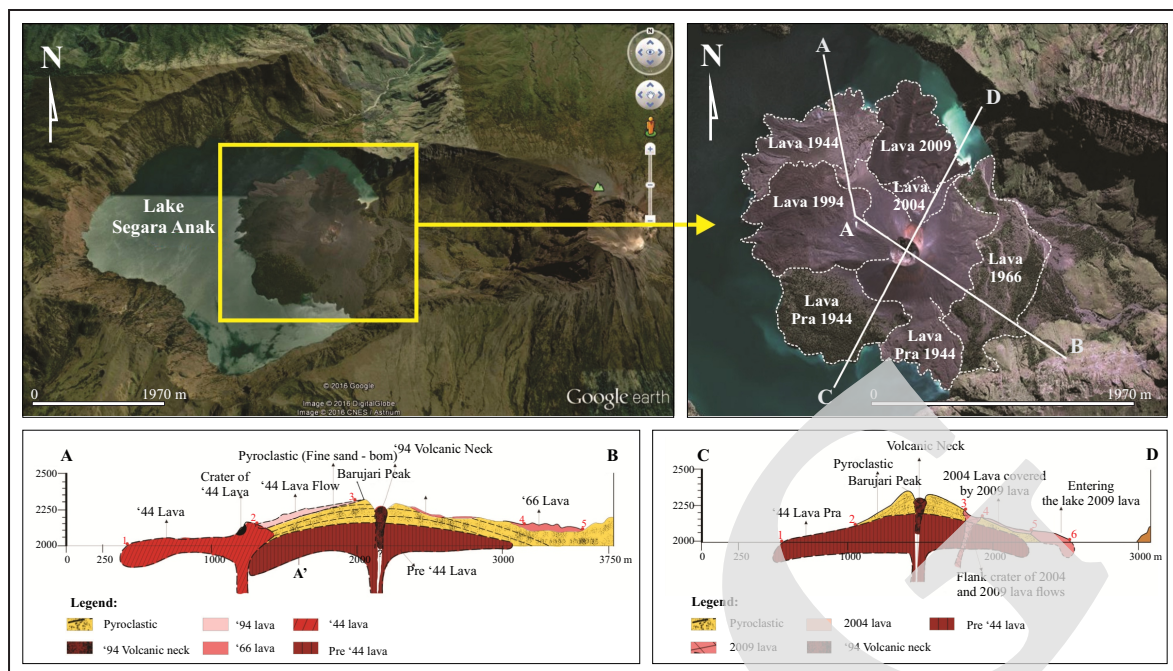 N
N
Lake
Segara Anak
0
1970 m
© 2016 Google
Image © 2016 DigitalGlobe
Image © 2016 CNES / Astrium
Google earth
N
A
D
Lava 1944
Lava 2009
Lava 1994
Lava
2004
A'
Lava
1966
Lava
Pra 1944
Lava
Pra 1944
B
C
0
1970 m
A
B
2500
2250
2000
‘44 Lava
Crater of
‘44 Lava
‘44 Lava Flow
Pyroclastic (Fine sand - bom)
Barujari Peak
‘94 Volcanic Neck
‘66 Lava
1
2
3
4
5
0
250
1000
2000
3000
3750 m
A’
Pre ‘44 Lava
Legend:
Pyroclastic
‘94 lava
‘44 lava
‘94 Volcanic neck
‘66 lava
Pre ‘44 lava
C
D
2500
2250
2000
‘44 Lava Pra
Pyroclastic
Barujari Peak
Volcanic Neck
2004 Lava covered
by 2009 lava
Entering
the lake 2009 lava
1
2
3
4
5
6
0
250
1000
2000
3000 m
Flank crater of 2004
and 2009 lava flows
Legend:
Pyroclastic
2004 lava
Pre ‘44 lava
2009 lava
‘94 Volcanic Neck
G